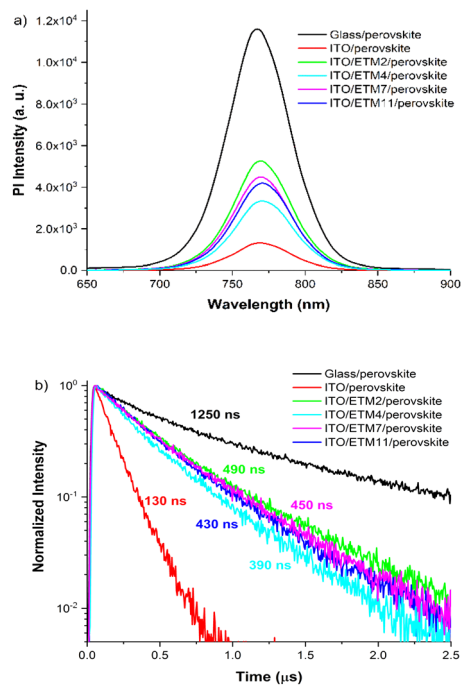 a)
1.2x10⁴
1.0x10⁴
8.0x10³
6.0x10³
4.0x10³
2.0x10³
0.0
PI Intensity (a. u.)
Glass/perovskite
ITO/perovskite
ITO/ETM2/perovskite
ITO/ETM4/perovskite
ITO/ETM7/perovskite
ITO/ETM11/perovskite
650 700 750 800 850 900
Wavelength (nm)
b)
10⁰
10⁻¹
10⁻²
Normalized Intensity
Glass/perovskite
ITO/perovskite
ITO/ETM2/perovskite
ITO/ETM4/perovskite
ITO/ETM7/perovskite
ITO/ETM11/perovskite
1250 ns
490 ns
130 ns
450 ns
430 ns
390 ns
0.0 0.5 1.0 1.5 2.0 2.5
Time (μs)